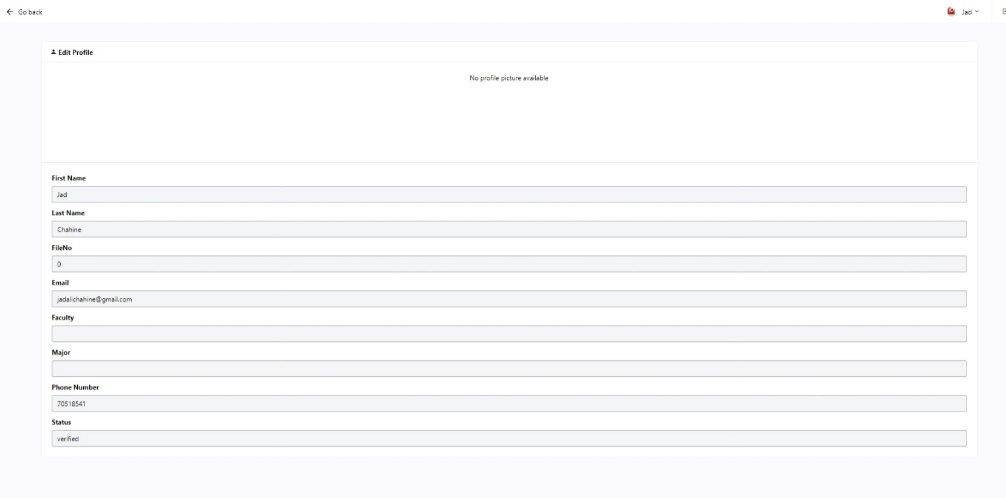 Go back
Jad
Edit Profile
No profile picture available
First Name
Jad
Last Name
Chahine
FileNo
0
Email
jadalichahine@gmail.com
Faculty
Major
Phone Number
70518541
Status
verified